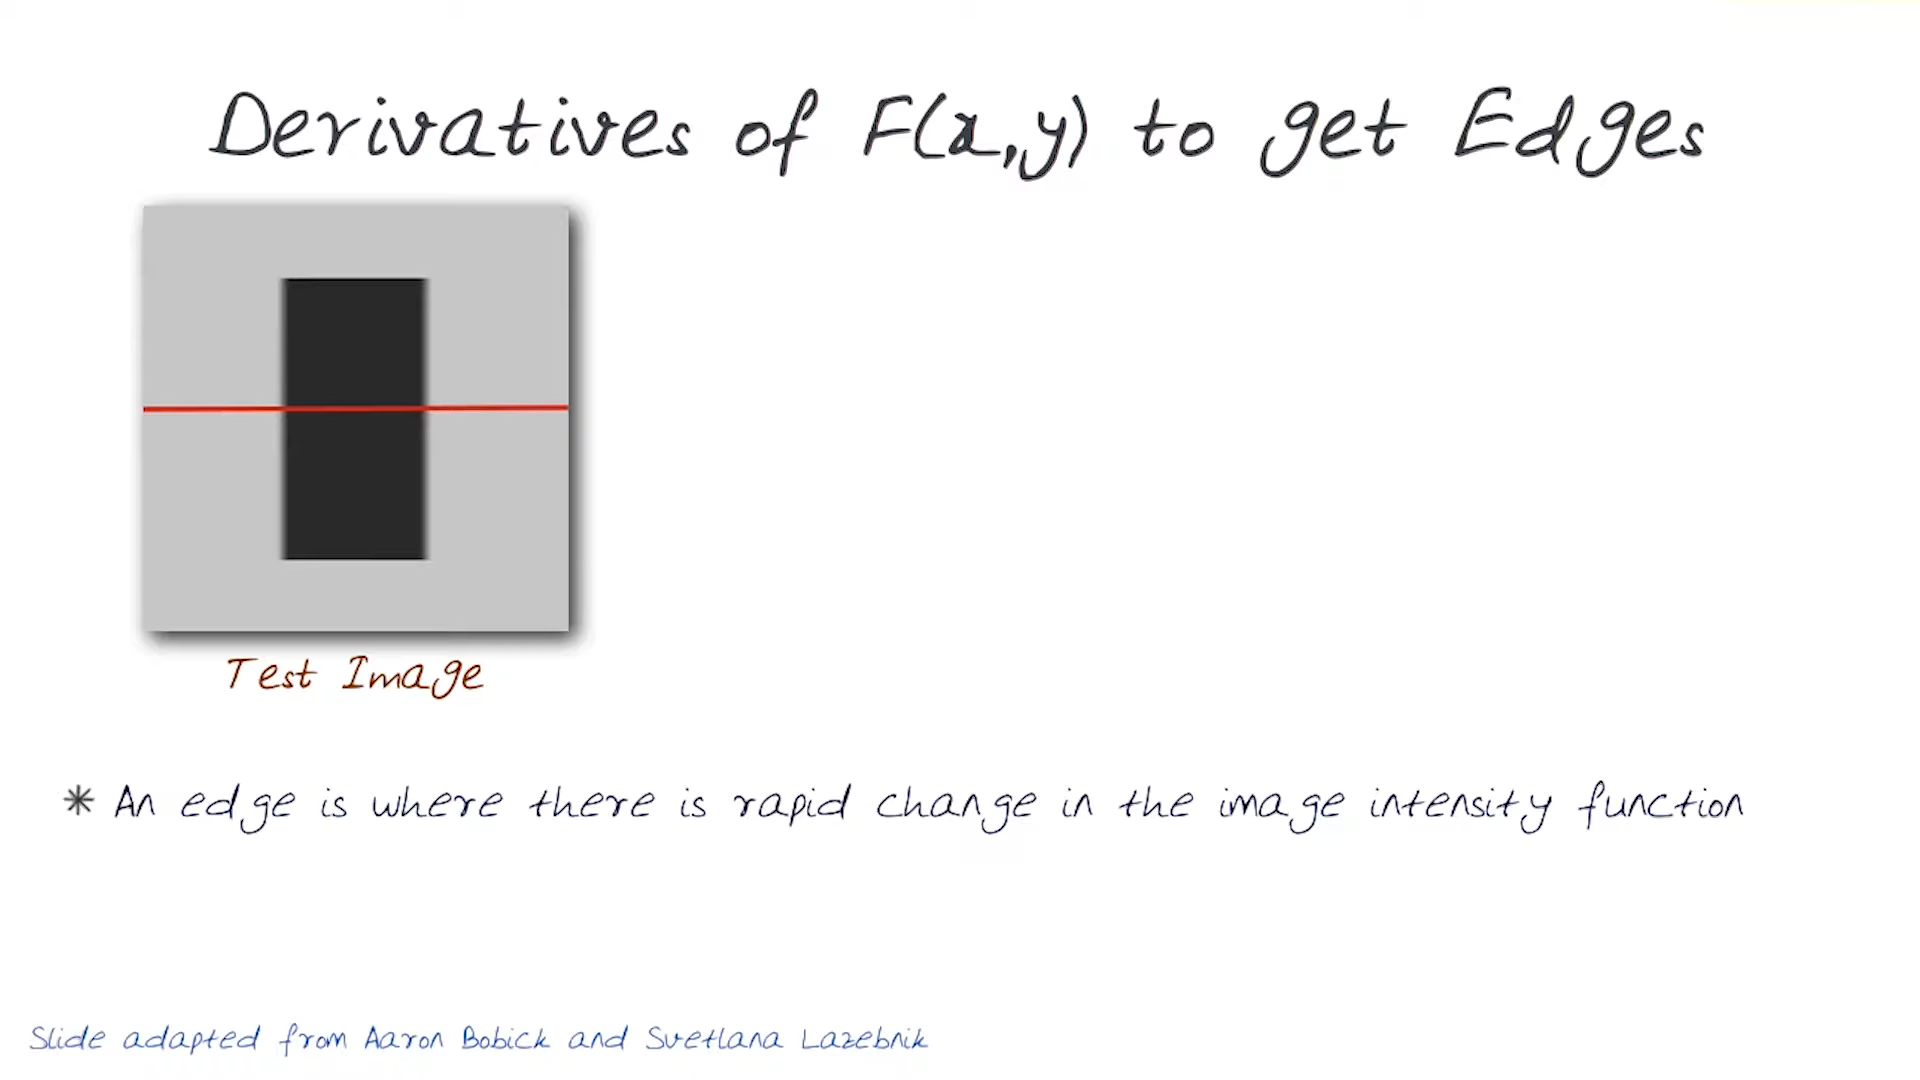 Derivatives of F(x,y) to get Edges
Test Image
* An edge is where there is rapid change in the image intensity function
Slide adapted from Aaron Bobick and Svetlana Lazebnik